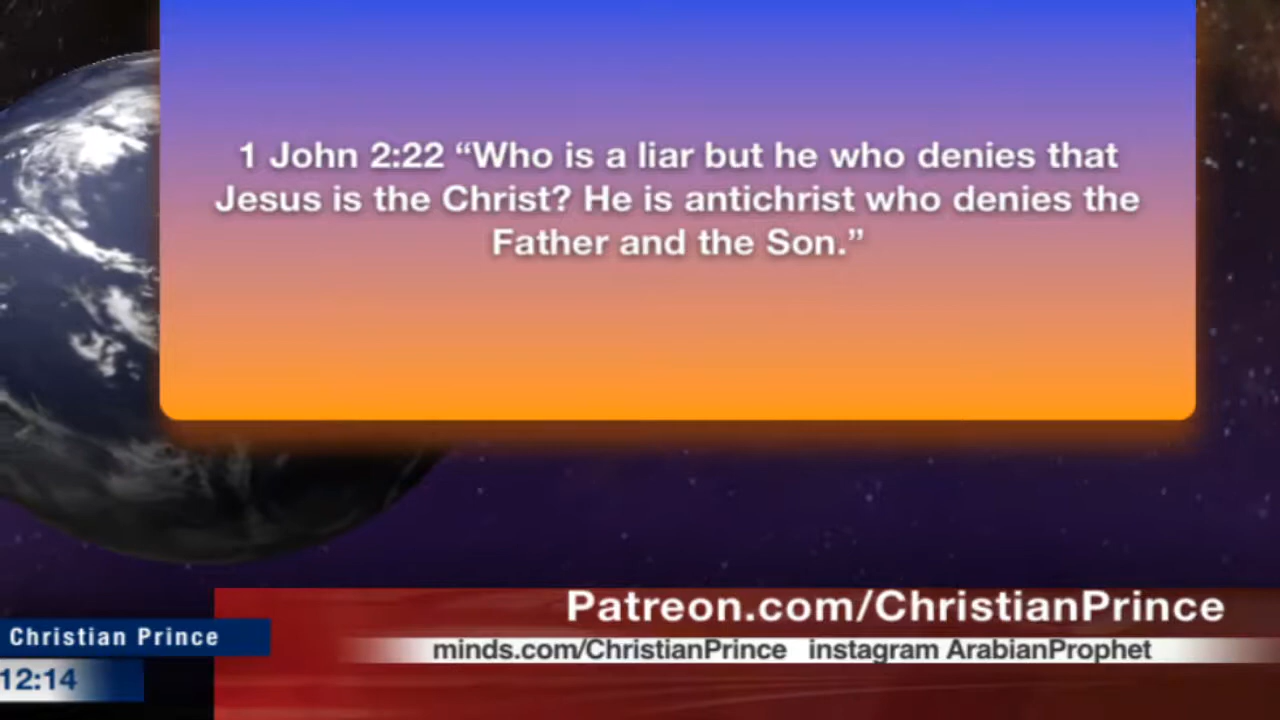 1 John 2:22 “Who is a liar but he who denies that
Jesus is the Christ? He is antichrist who denies the
Father and the Son.”
Patreon.com/ChristianPrince
Christian Prince
minds.com/ChristianPrince instagram ArabianProphet
12:14